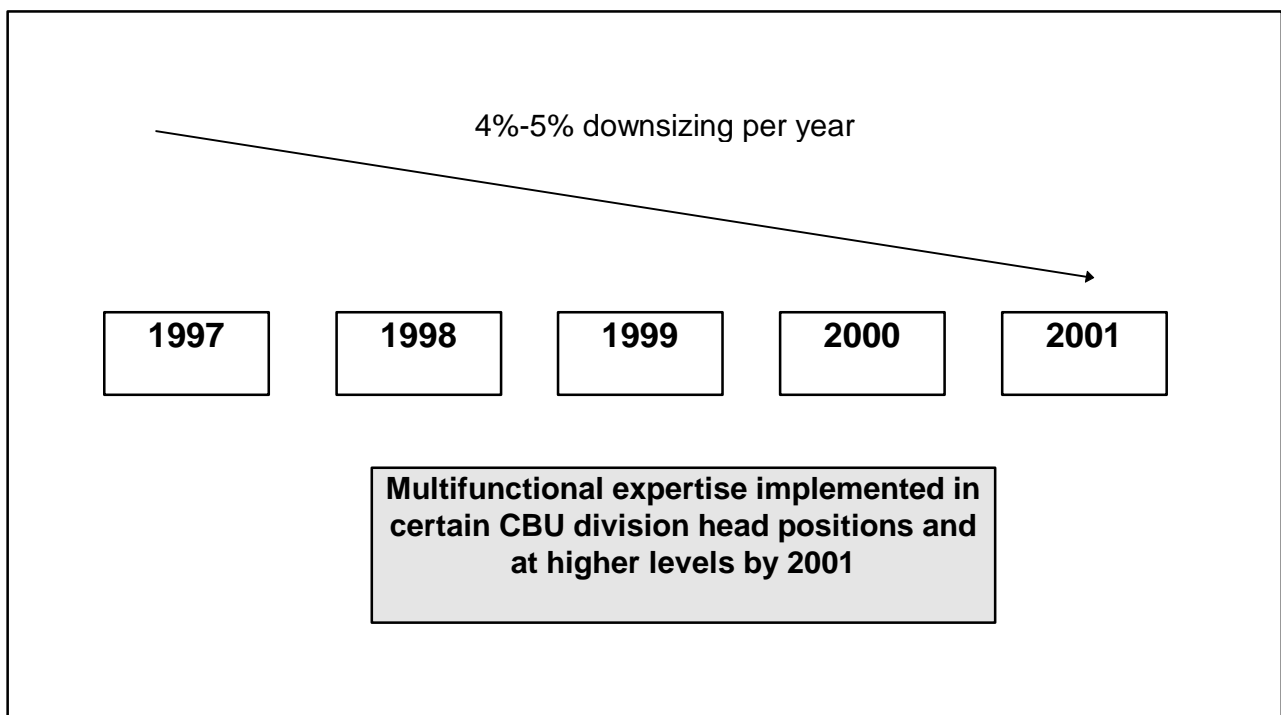 4%-5% downsizing per year
1997 1998 1999 2000 2001
Multifunctional expertise implemented in
certain CBU division head positions and
at higher levels by 2001